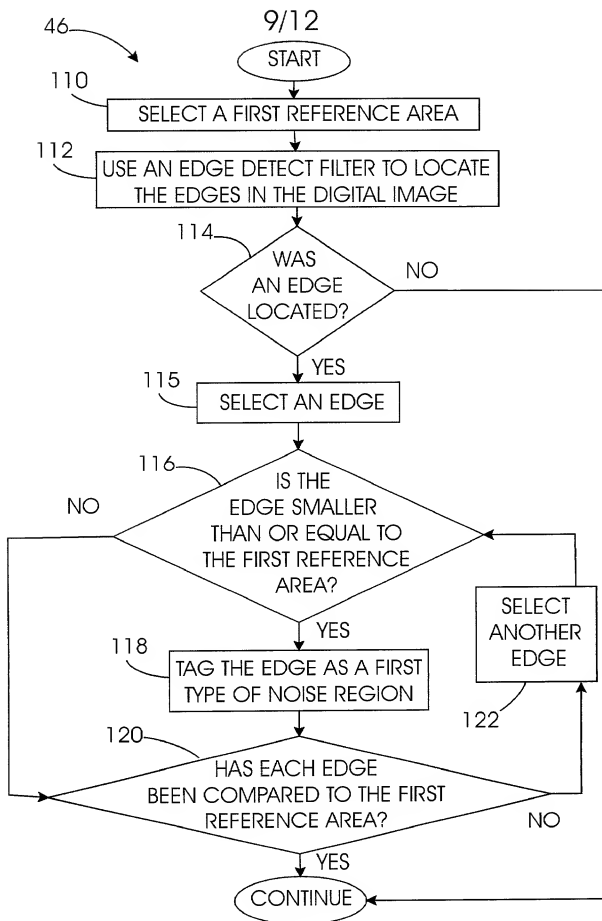 9/12
46
START
110
SELECT A FIRST REFERENCE AREA
112
USE AN EDGE DETECT FILTER TO LOCATE
THE EDGES IN THE DIGITAL IMAGE
114
WAS
AN EDGE
LOCATED?
NO
YES
115
SELECT AN EDGE
116
IS THE
EDGE SMALLER
THAN OR EQUAL TO
THE FIRST REFERENCE
AREA?
NO
YES
118
TAG THE EDGE AS A FIRST
TYPE OF NOISE REGION
SELECT
ANOTHER
EDGE
122
120
HAS EACH EDGE
BEEN COMPARED TO THE FIRST
REFERENCE AREA?
NO
YES
CONTINUE